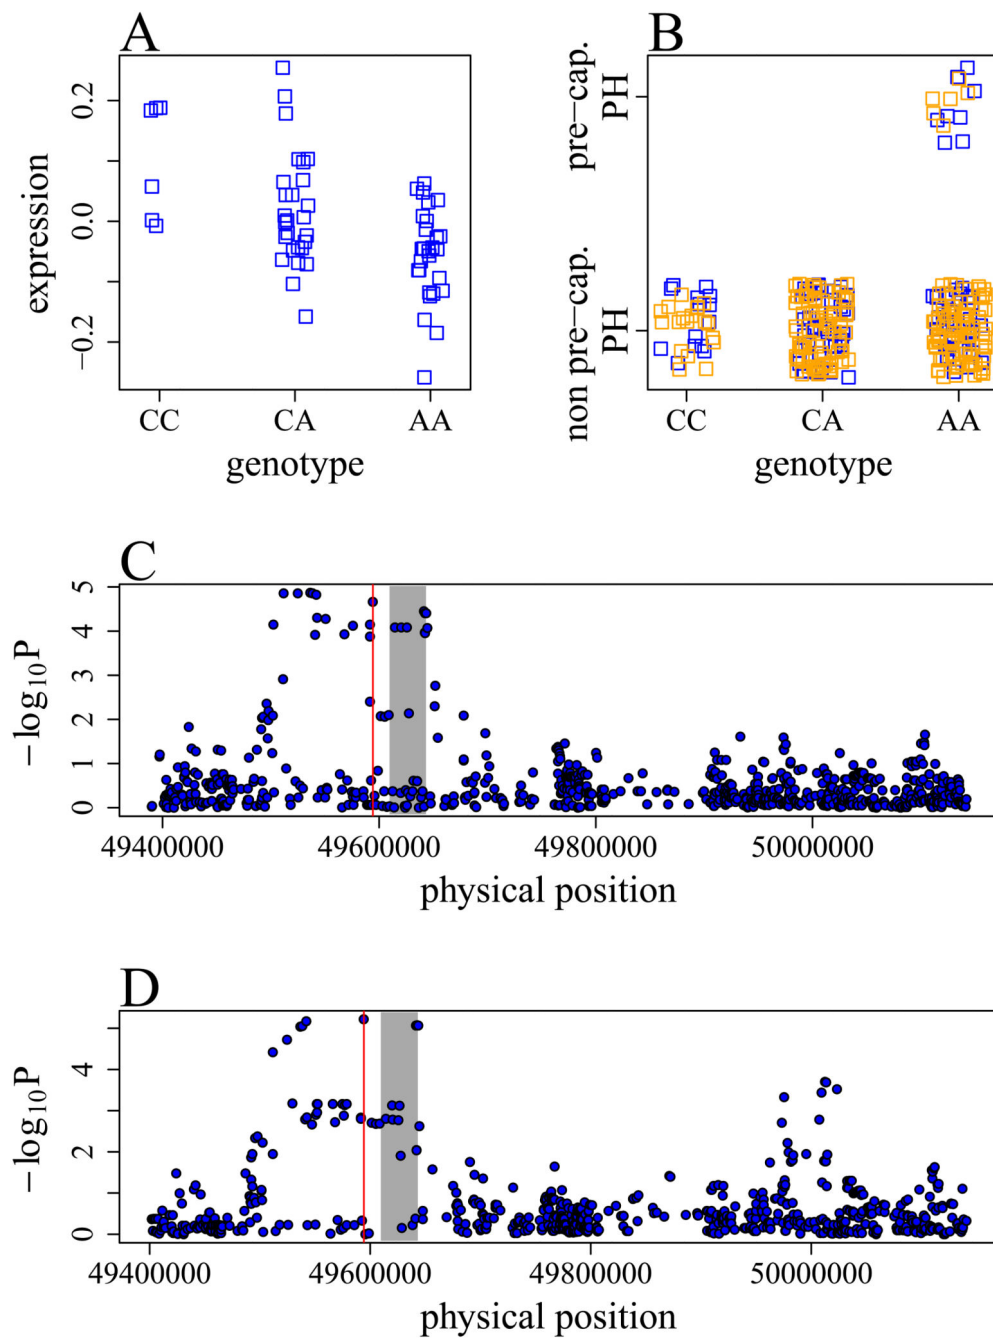 A
expression
0.2
0.0
−0.2
CC CA AA
genotype
B
pre−cap.
PH
non pre−cap.
PH
CC CA AA
genotype
C
−log10P
5
4
3
2
1
0
49400000 49600000 49800000 50000000
physical position
D
−log10P
4
2
0
49400000 49600000 49800000 50000000
physical position